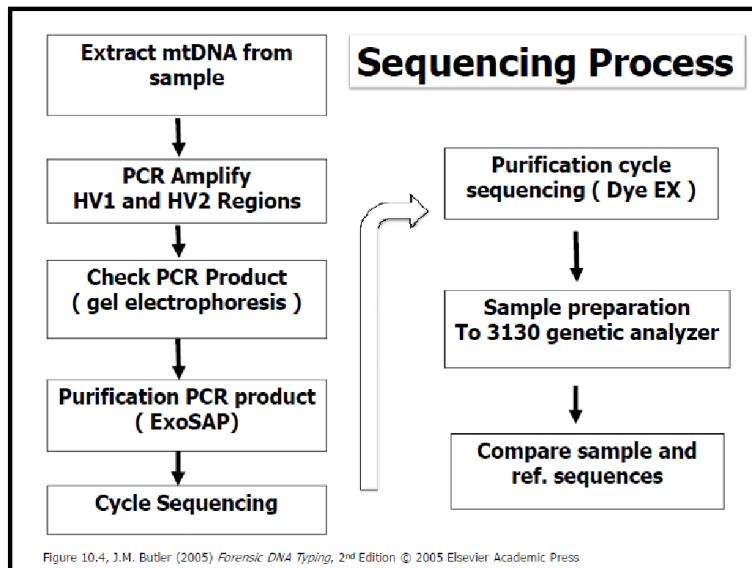 Sequencing Process
Extract mtDNA from
sample
PCR Amplify
HV1 and HV2 Regions
Check PCR Product
( gel electrophoresis )
Purification PCR product
( ExoSAP)
Cycle Sequencing
Purification cycle
sequencing ( Dye EX )
Sample preparation
To 3130 genetic analyzer
Compare sample and
ref. sequences
Figure 10.4, J.M. Butler (2005) Forensic DNA Typing, 2nd Edition © 2005 Elsevier Academic Press